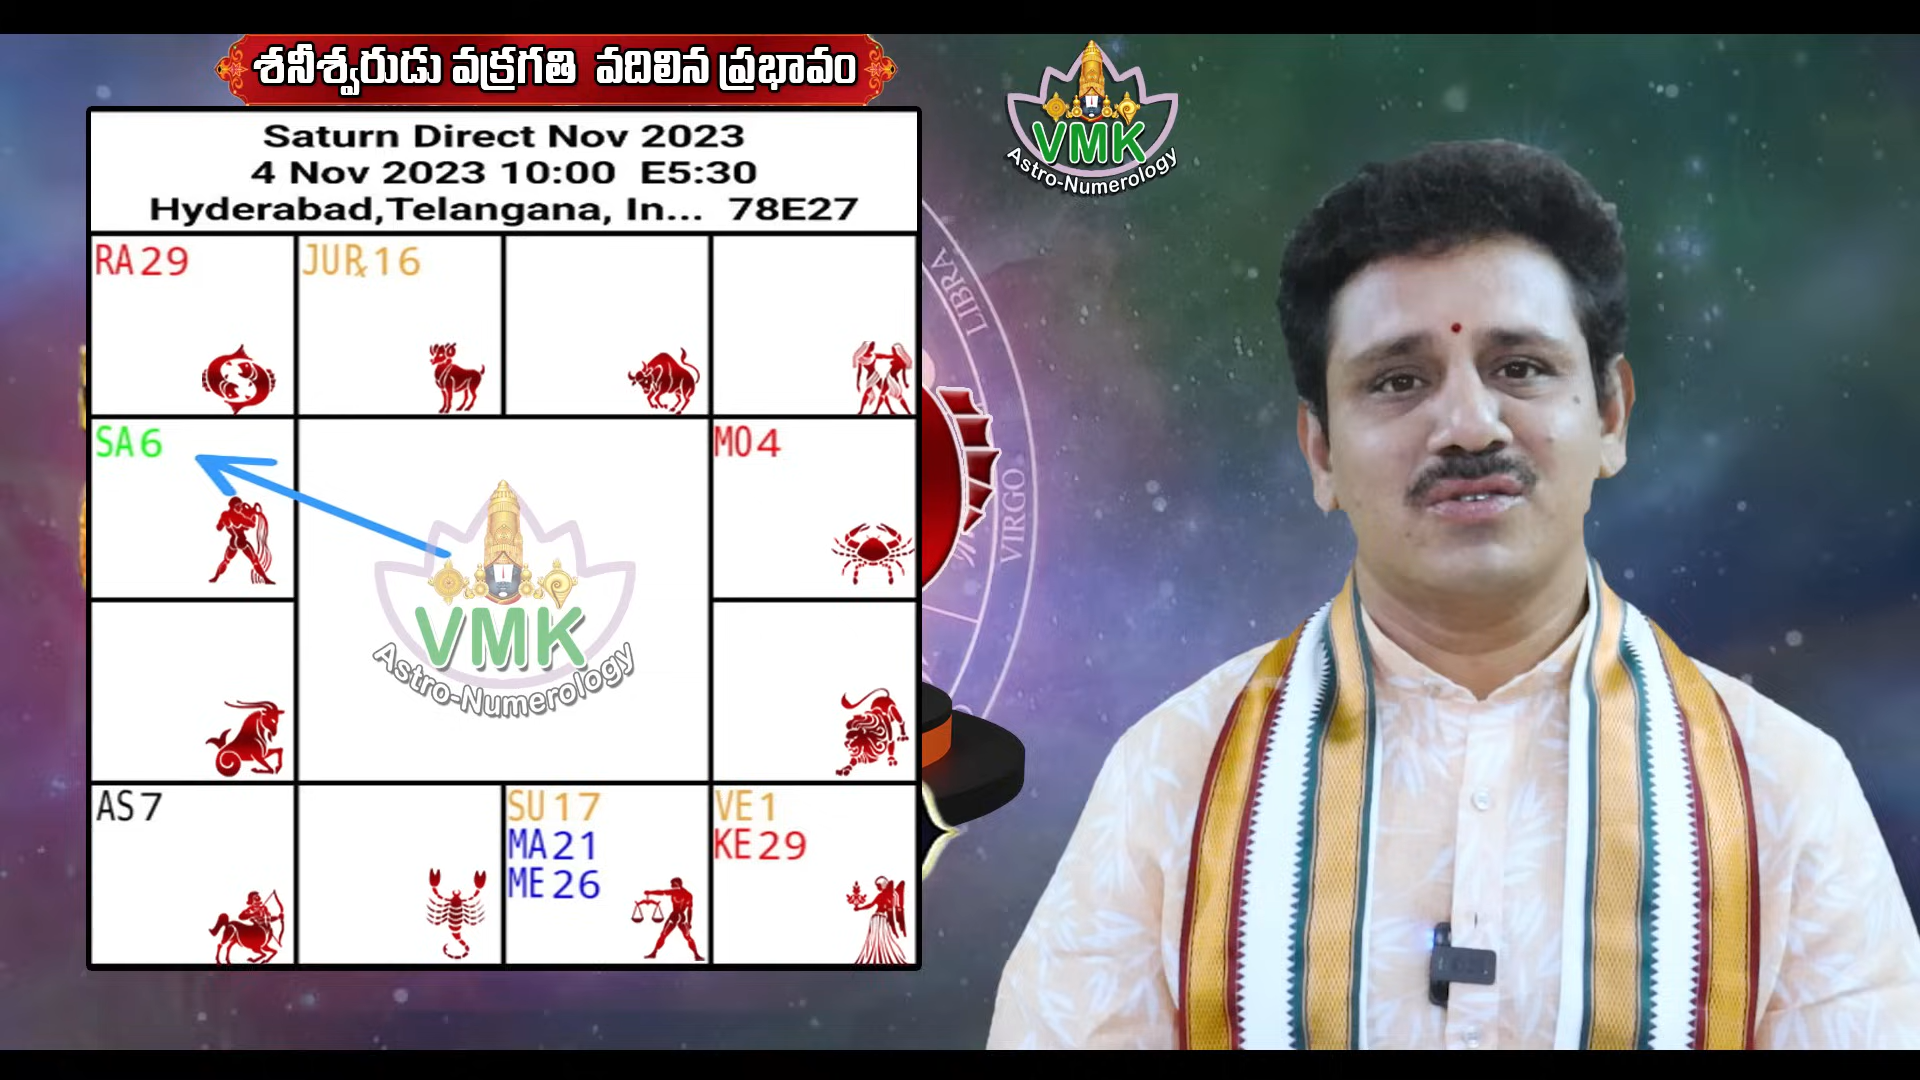 శనీశ్వరుడు వక్రగతి వదిలిన ప్రభావం
Saturn Direct Nov 2023
4 Nov 2023 10:00 E5:30
Hyderabad,Telangana, In... 78E27
RA 29
JU℞ 16
SA 6
MO 4
AS 7
SU 17
MA 21
ME 26
VE 1
KE 29
VMK
Astro-Numerology
VMK
Astro-Numerology
LIBRA
VIRGO